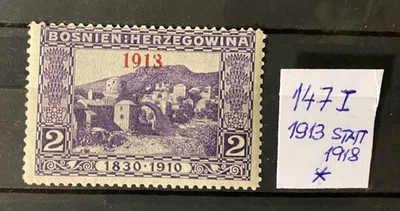 BOSNIEN:HERZEGOWINA
1913
2 2
1830-1910
147 I
1913 STATT
1918
*